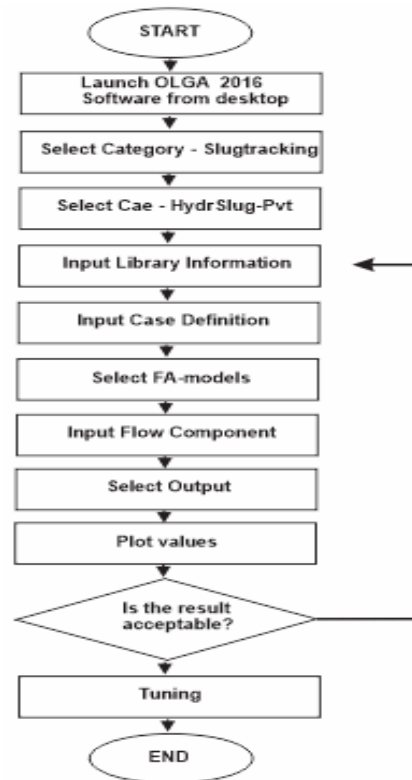 START
Launch OLGA 2016
Software from desktop
Select Category - Slugtracking
Select Cae - HydrSlug-Pvt
Input Library Information
Input Case Definition
Select FA-models
Input Flow Component
Select Output
Plot values
Is the result
acceptable?
Tuning
END